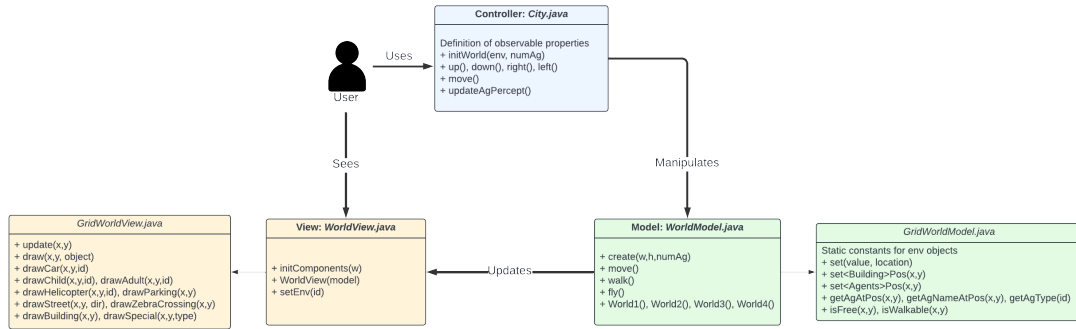 Controller: City.java
Definition of observable properties
+ initWorld(env, numAg)
+ up(), down(), right(), left()
+ move()
+ updateAgPercept()
Uses
User
Sees
Manipulates
GridWorldView.java
+ update(x,y)
+ draw(x,y, object)
+ drawCar(x,y,id)
+ drawChild(x,y,id), drawAdult(x,y,id)
+ drawHelicopter(x,y,id), drawParking(x,y)
+ drawStreet(x,y, dir), drawZebraCrossing(x,y)
+ drawBuilding(x,y), drawSpecial(x,y,type)
View: WorldView.java
+ initComponents(w)
+ WorldView(model)
+ setEnv(id)
Updates
Model: WorldModel.java
+ create(w,h,numAg)
+ move()
+ walk()
+ fly()
+ World1(), World2(), World3(), World4()
GridWorldModel.java
Static constants for env objects
+ set(value, location)
+ set<Building>Pos(x,y)
+ set<Agents>Pos(x,y)
+ getAgAtPos(x,y), getAgNameAtPos(x,y), getAgType(id)
+ isFree(x,y), isWalkable(x,y)